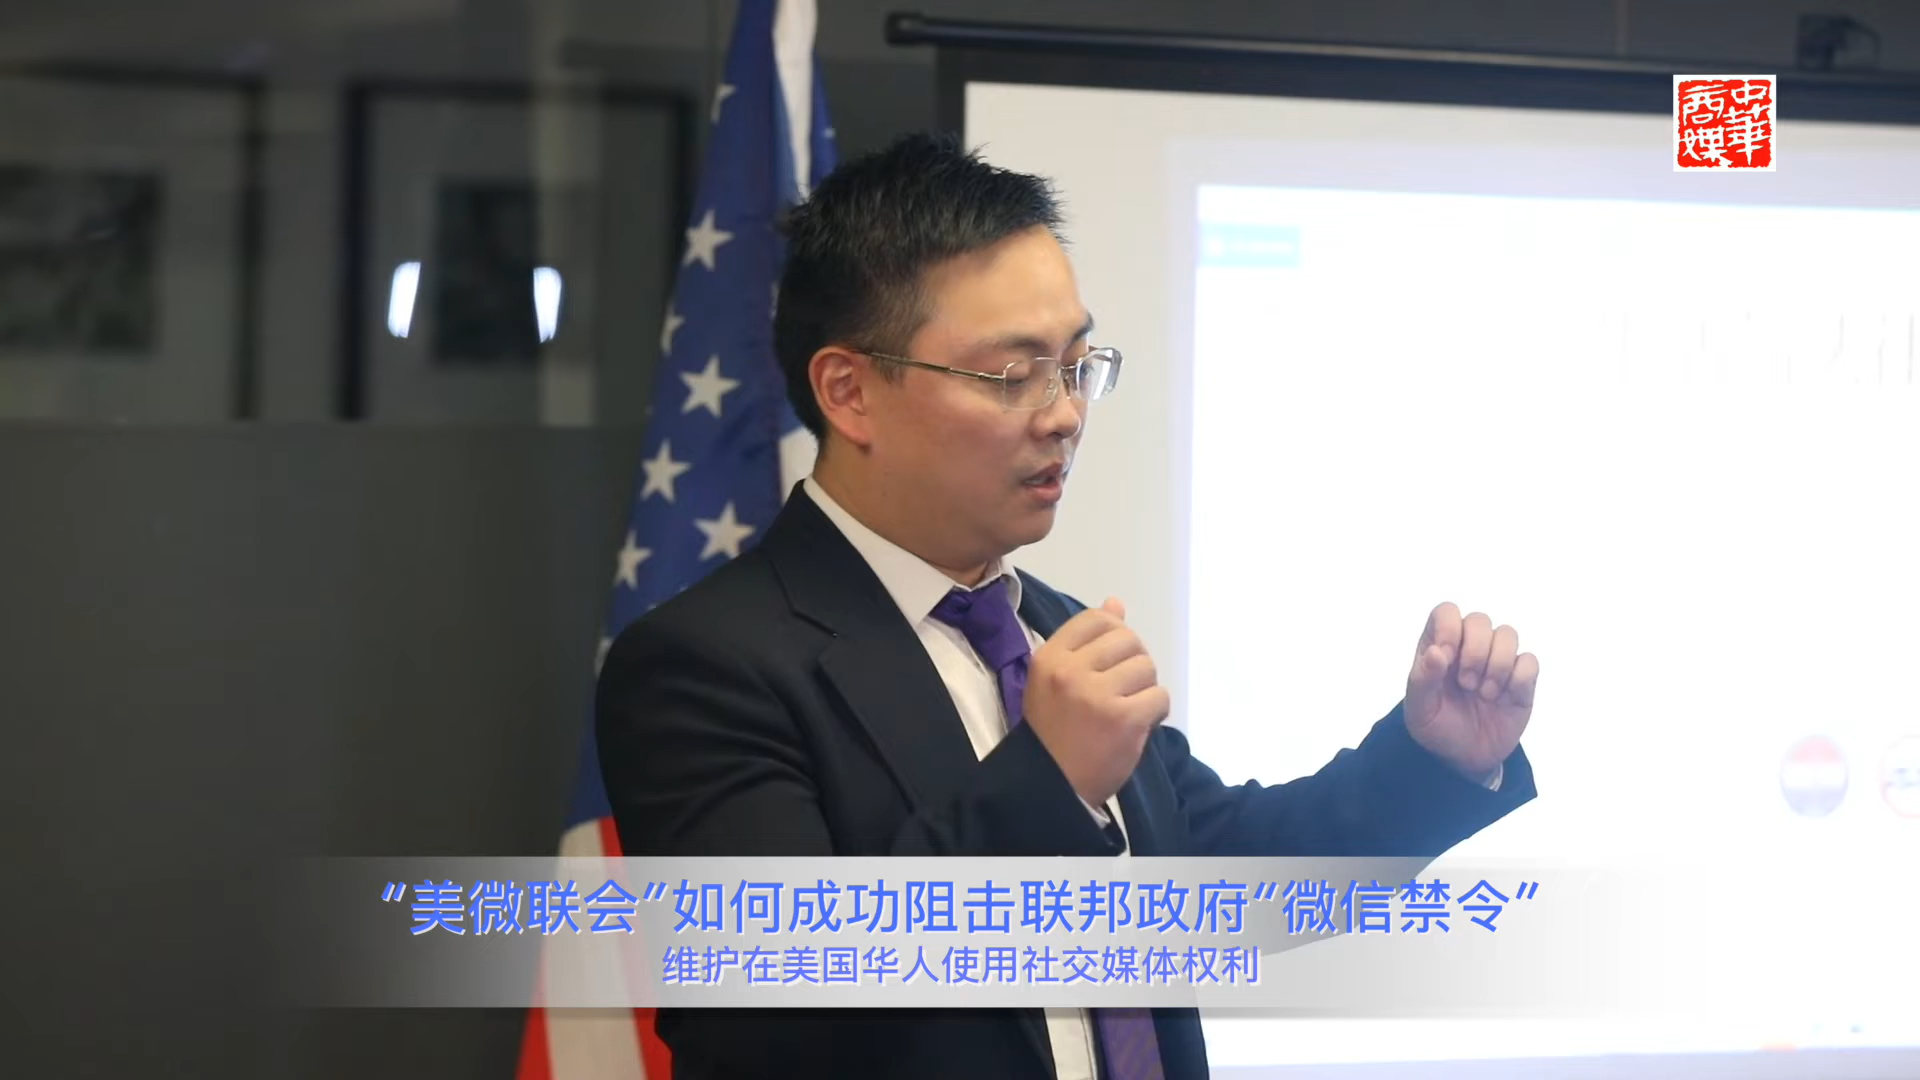 中华商媒
“美微联会”如何成功阻击联邦政府“微信禁令”
维护在美国华人使用社交媒体权利